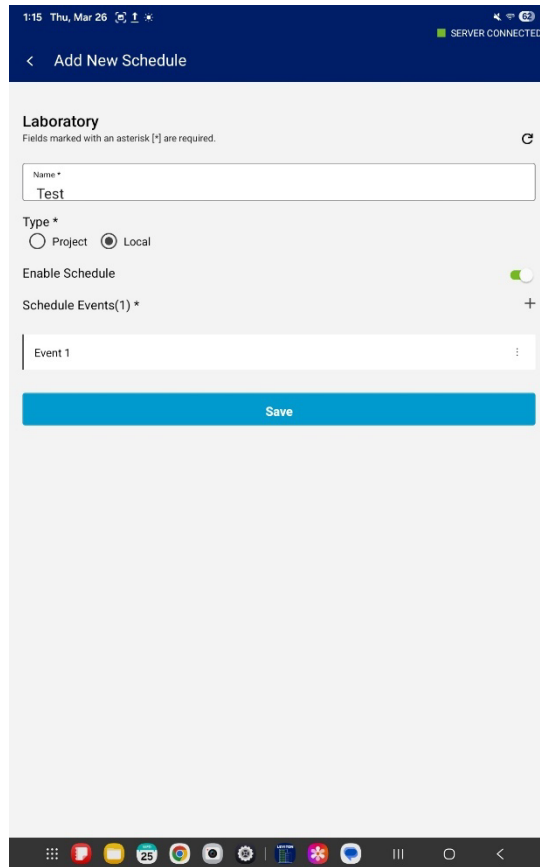 1:15 Thu, Mar 26
62
SERVER CONNECTED
Add New Schedule
Laboratory
Fields marked with an asterisk [*] are required.
Name *
Test
Type *
Project
Local
Enable Schedule
Schedule Events(1) *
Event 1
Save
25